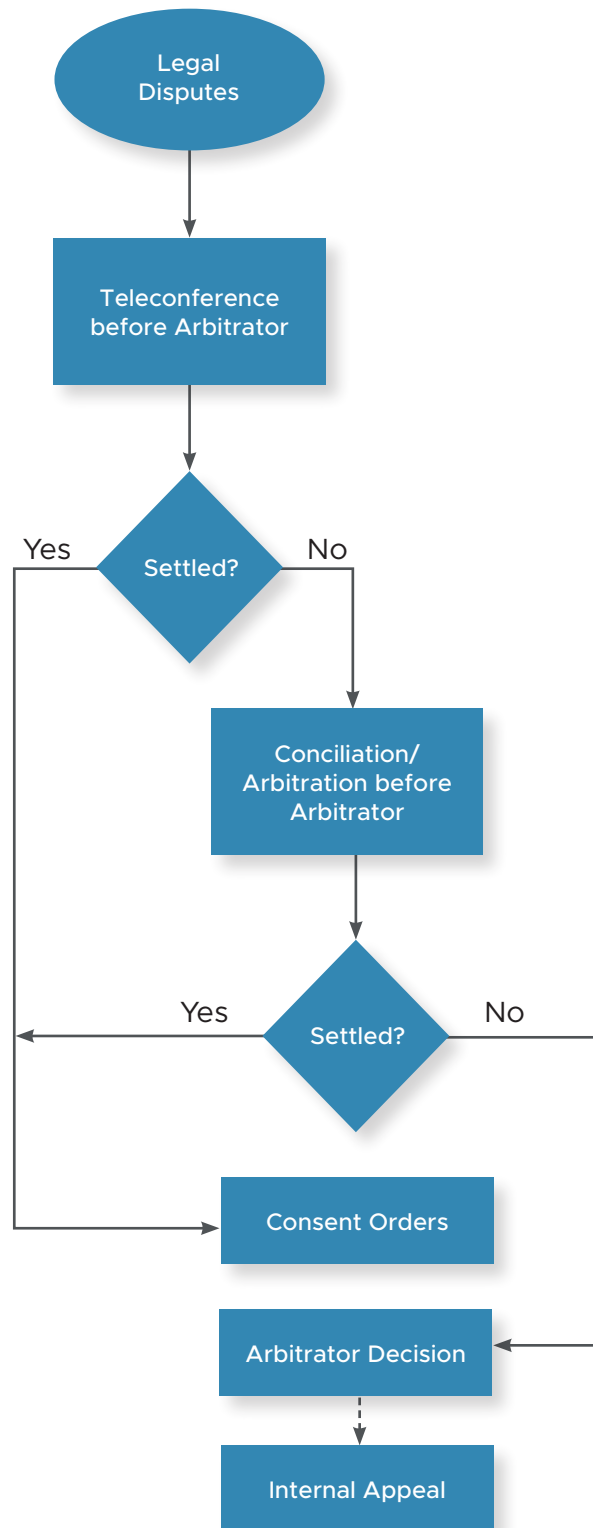 Legal
Disputes
Teleconference
before Arbitrator
Yes
No
Settled?
Conciliation/
Arbitration before
Arbitrator
Yes
No
Settled?
Consent Orders
Arbitrator Decision
Internal Appeal